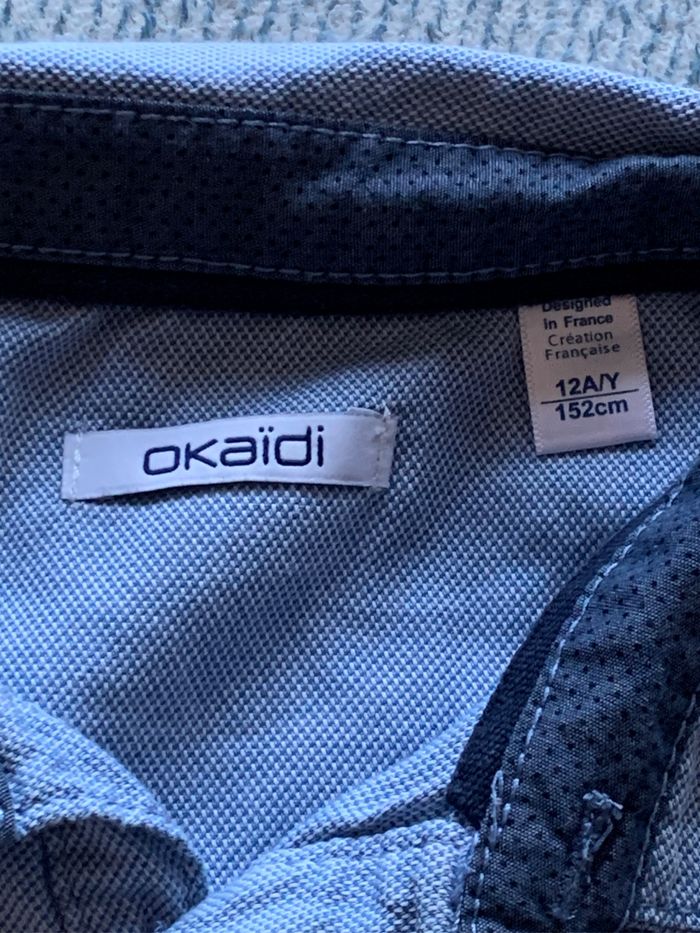 Designed
In France
Création
Française
12A/Y
152cm
okaïdi